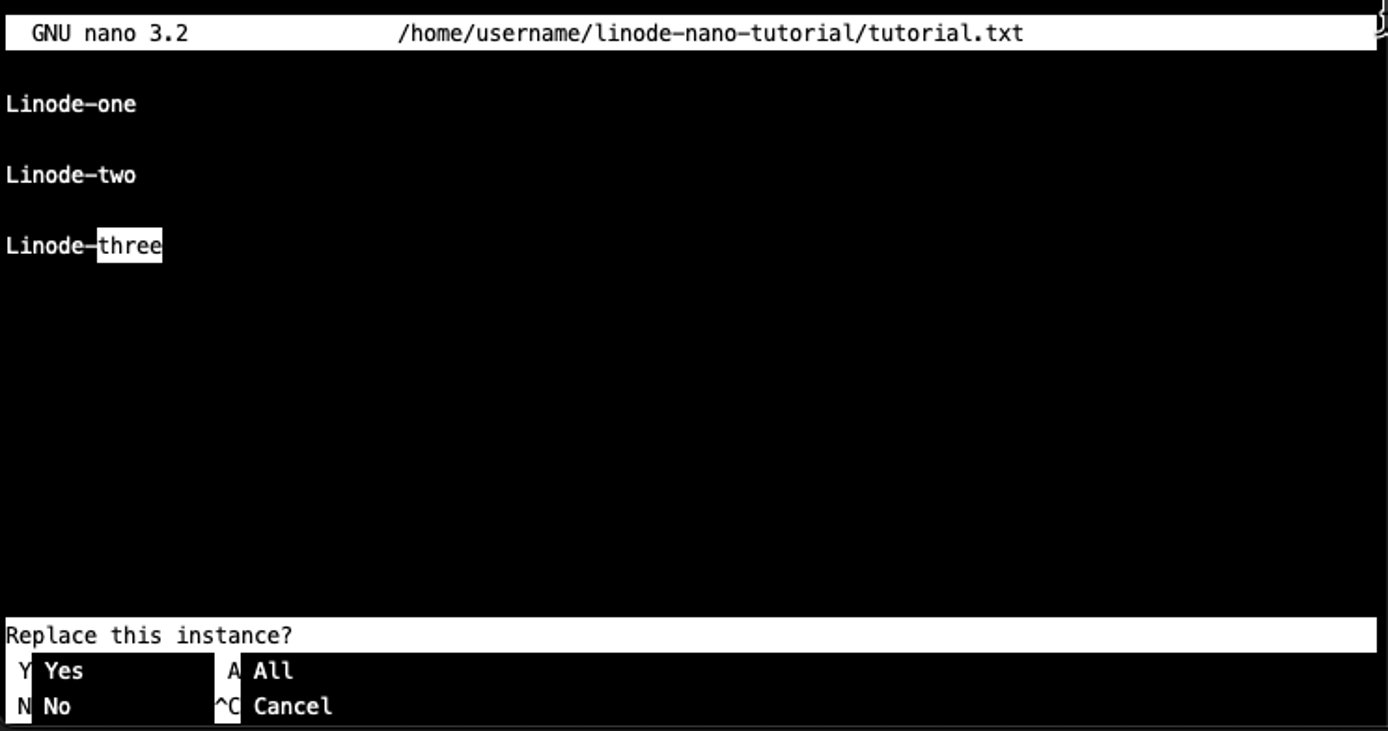 GNU nano 3.2 /home/username/linode-nano-tutorial/tutorial.txt
Linode-one
Linode-two
Linode-three
Replace this instance?
Y Yes A All
N No ^C Cancel